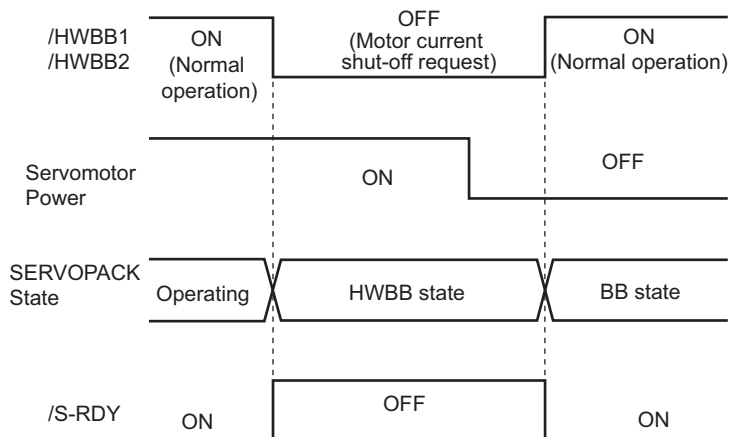 /HWBB1
/HWBB2
ON
(Normal
operation)
OFF
(Motor current
shut-off request)
ON
(Normal operation)
Servomotor
Power
ON
OFF
SERVOPACK
State
Operating
HWBB state
BB state
/S-RDY
ON
OFF
ON